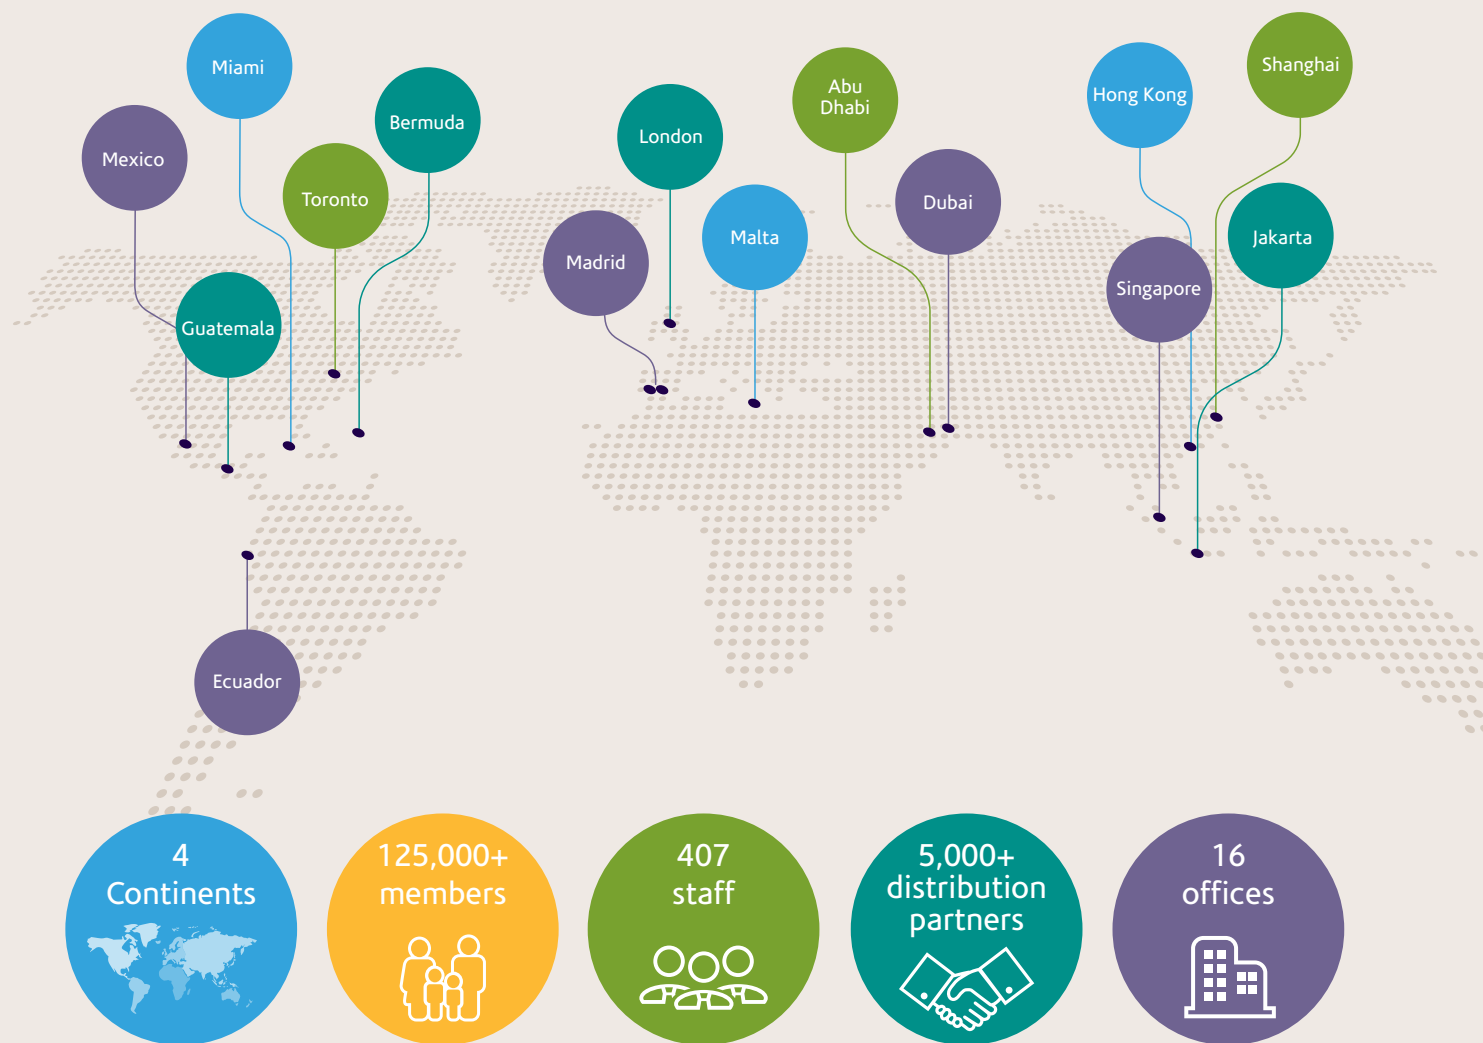 Miami
Shanghai
Hong Kong
Abu
Dhabi
Bermuda
London
Mexico
Toronto
Dubai
Malta
Jakarta
Madrid
Singapore
Guatemala
Ecuador
4
Continents
125,000+
members
407
staff
5,000+
distribution
partners
16
offices